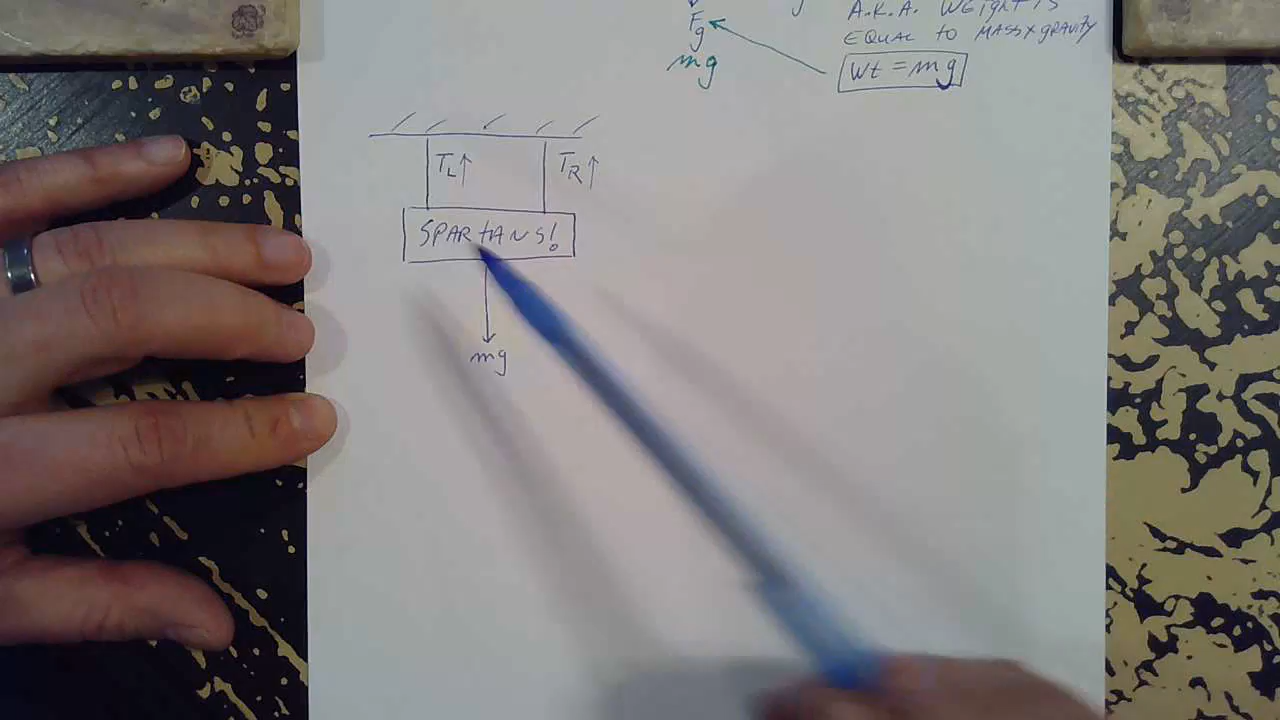 A.K.A. WEIGHT IS
EQUAL TO MASS x gRAVITY
Wt = mg
Fg
mg
TL↑
TR↑
SPARtANS!
mg